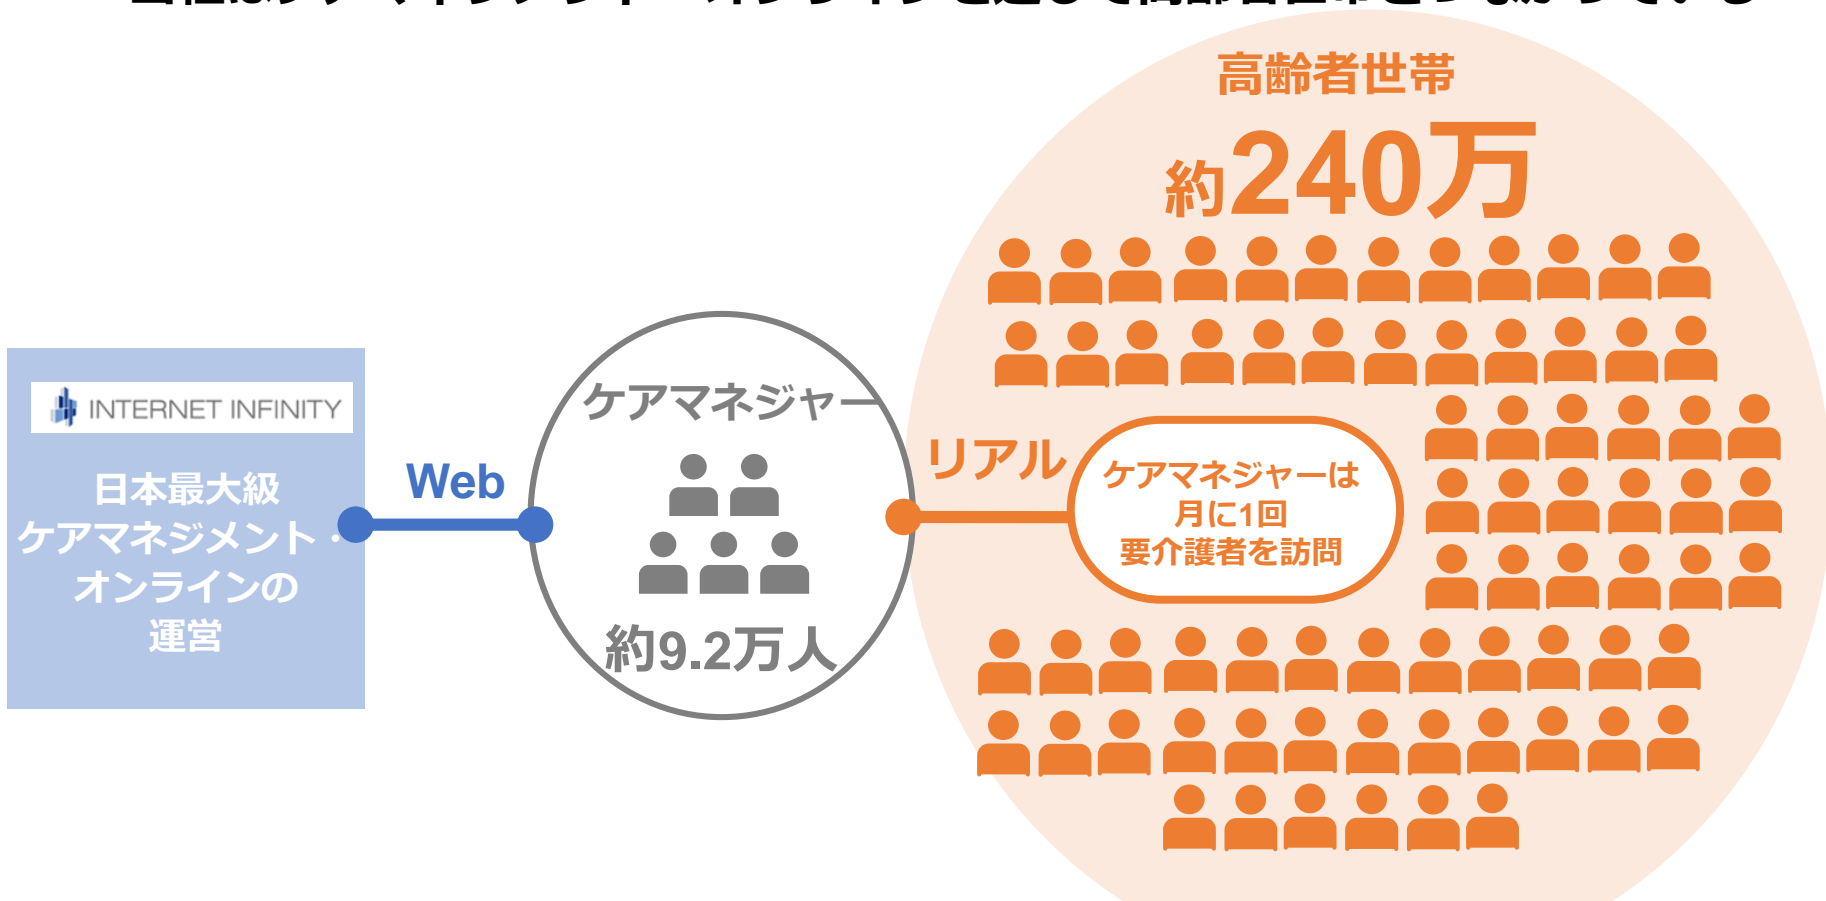 高齢者世帯
約240万
INTERNET INFINITY
日本最大級
ケアマネジメント・
オンラインの
運営
Web
ケアマネジャー
約9.2万人
リアル
ケアマネジャーは
月に1回
要介護者を訪問